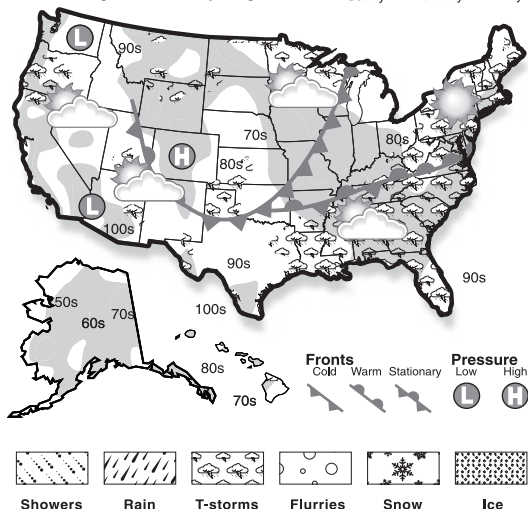 L
90s
70s
80s
H
80s
L
100s
90s
90s
100s
50s
60s
70s
80s
70s
Fronts
Cold Warm Stationary
Pressure
Low High
L H
Showers Rain T-storms Flurries Snow Ice